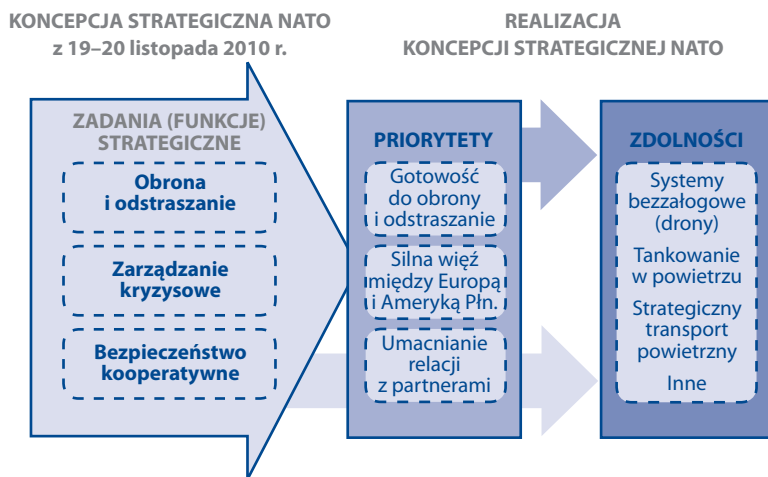 KONCEPCJA STRATEGICZNA NATO
z 19–20 listopada 2010 r.
REALIZACJA
KONCEPCJI STRATEGICZNEJ NATO
ZADANIA (FUNKCJE)
STRATEGICZNE
Obrona
i odstraszanie
Zarządzanie
kryzysowe
Bezpieczeństwo
kooperatywne
PRIORYTETY
Gotowość
do obrony
i odstraszanie
Silna więź
między Europą
i Ameryką Płn.
Umacnianie
relacji
z partnerami
ZDOLNOŚCI
Systemy
bezzałogowe
(drony)
Tankowanie
w powietrzu
Strategiczny
transport
powietrzny
Inne